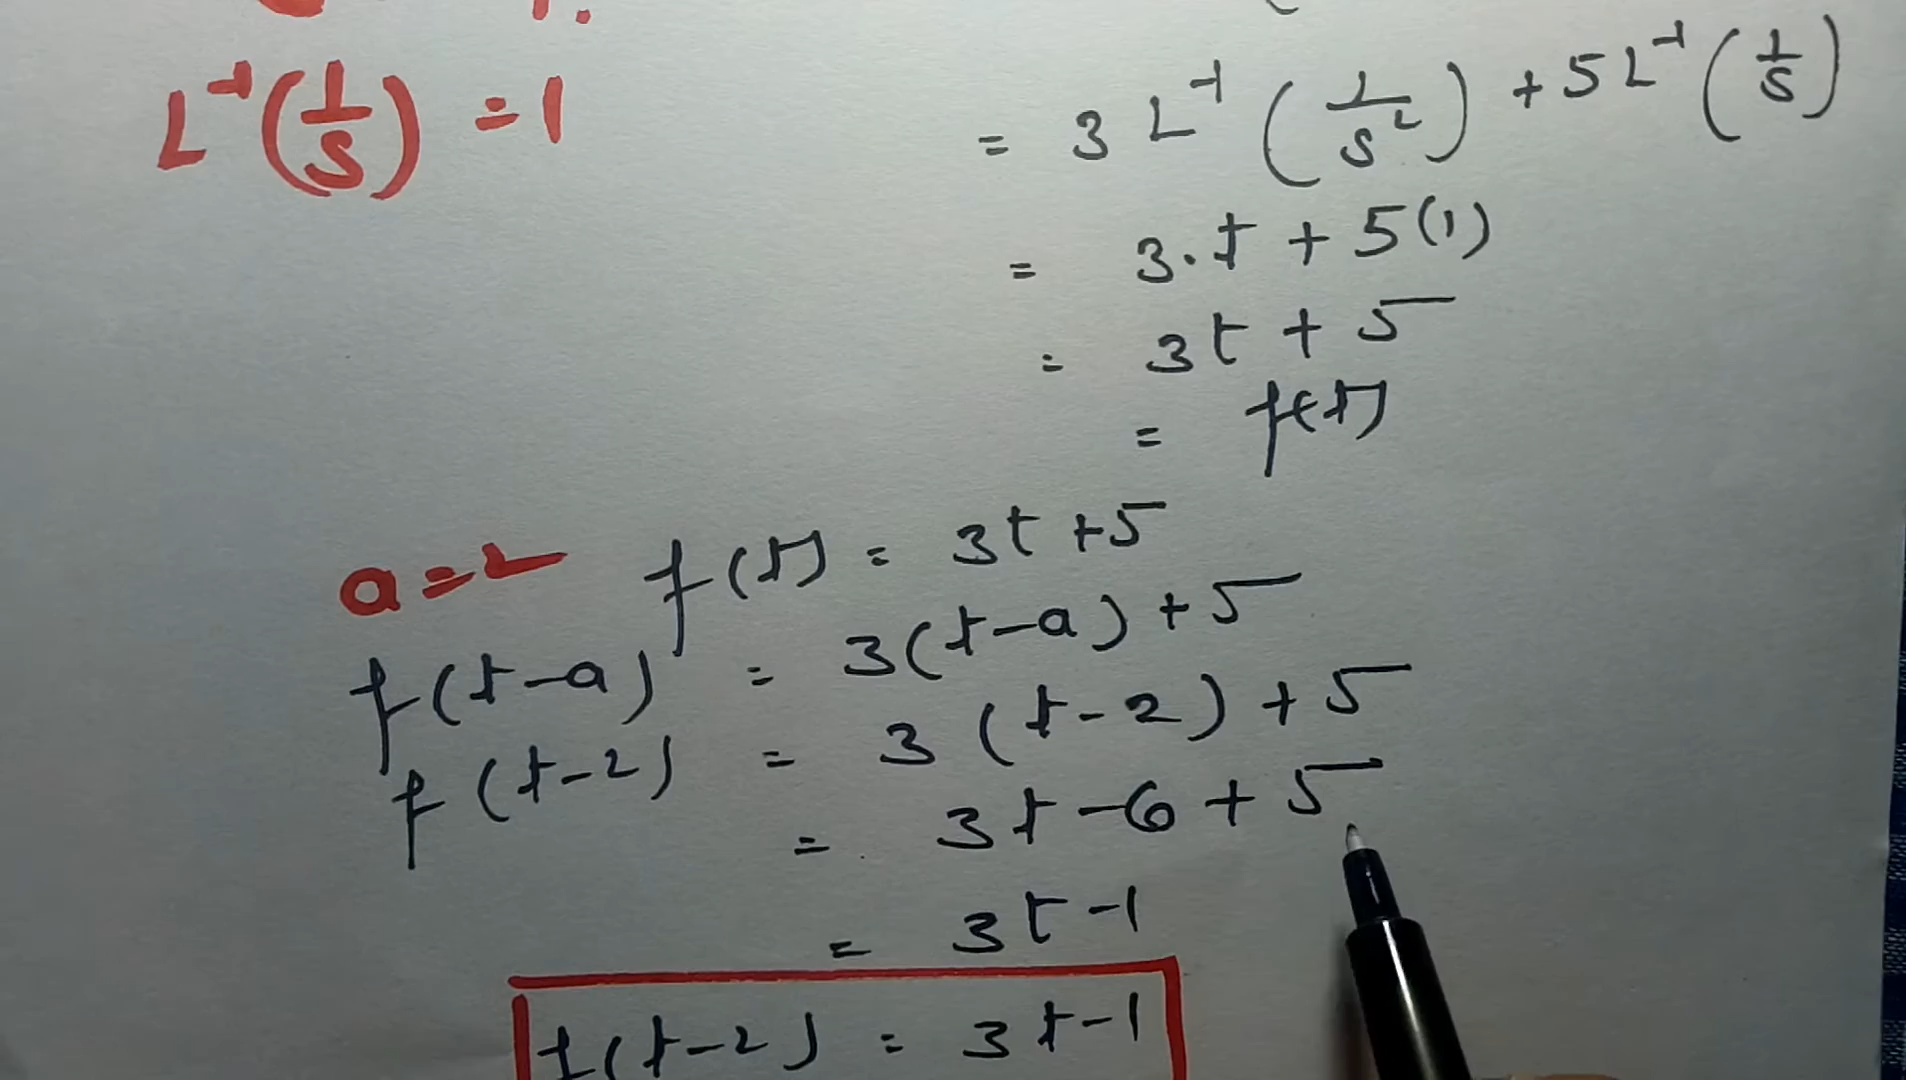 L⁻¹(1/S) = 1
= 3 L⁻¹ (1/s²) + 5 L⁻¹ (1/s)
= 3.t + 5(1)
= 3t + 5
= f(t)
a=2 f(t) = 3t +5
f(t-a) = 3(t-a) +5
f(t-2) = 3 (t-2) +5
= 3t -6 + 5
= 3t -1
f(t-2) = 3t-1